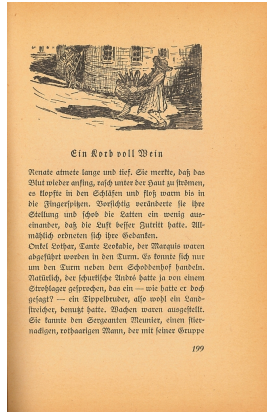 Ein Korb voll Wein
Renate atmete lange und tief. Sie merkte, daß das
Blut wieder anfing, rasch unter der Haut zu strömen,
es klopfte in den Schläfen und floß warm bis in
die Fingerspitzen. Vorsichtig veränderte sie ihre
Stellung und schob die Latten ein wenig aus-
einander, daß die Luft besser Zutritt hatte. All-
mählich ordneten sich ihre Gedanken.
Onkel Lothar, Tante Leokadie, der Marquis waren
abgeführt worden in den Turm. Es konnte sich nur
um den Turm neben dem Schobbenhof handeln.
Natürlich, der schurkische André hatte ja von einem
Strohlager gesprochen, das ein — wie hatte er doch
gesagt? — ein Tippelbruder, also wohl ein Land-
streicher, benutzt hatte. Wachen waren ausgestellt.
Sie kannte den Sergeanten Meunier, einen stier-
nackigen, rothaarigen Mann, der mit seiner Gruppe
199